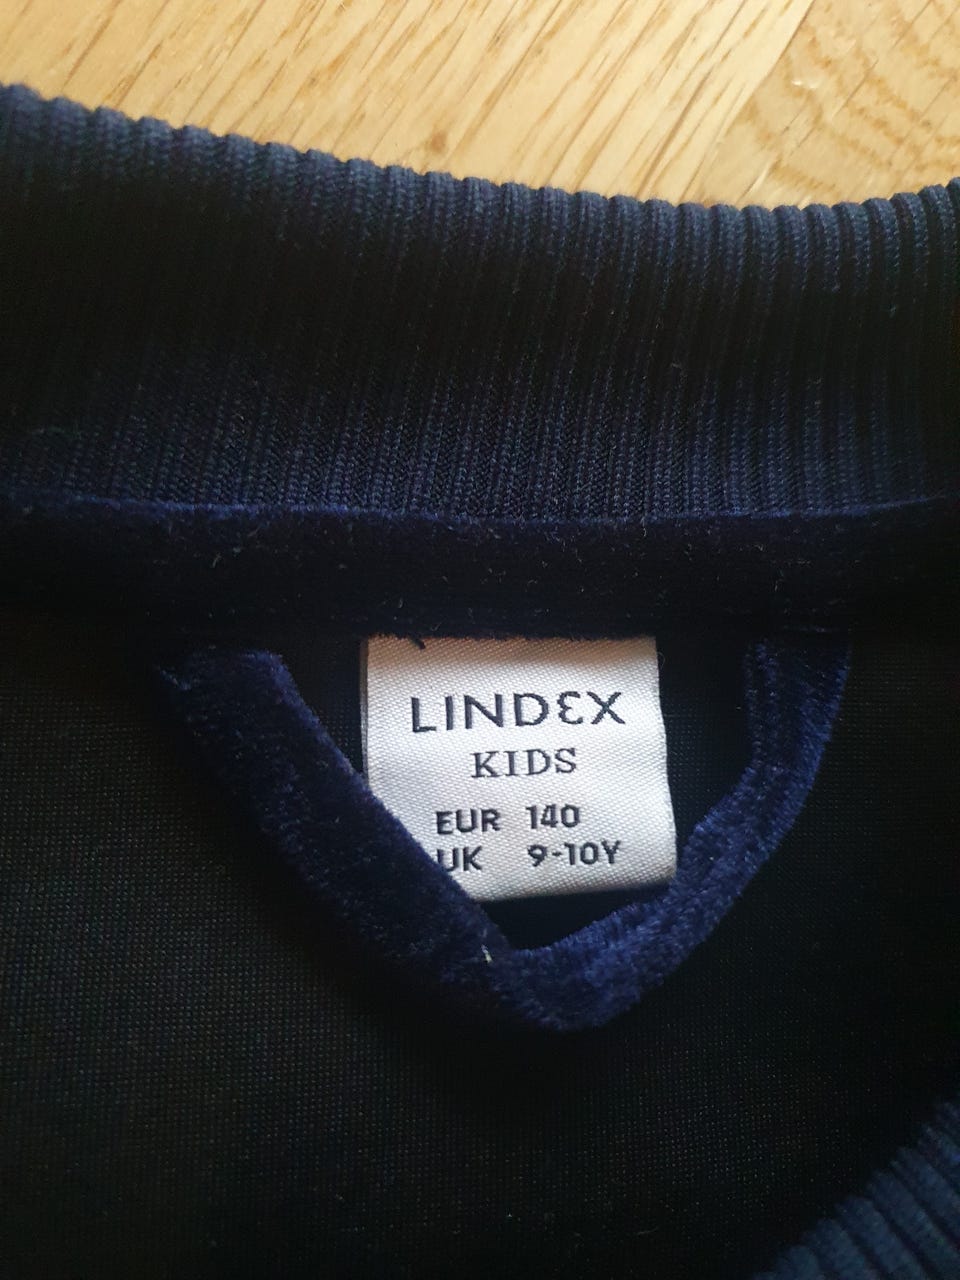 LINDEX
KIDS
EUR 140
UK 9-10Y